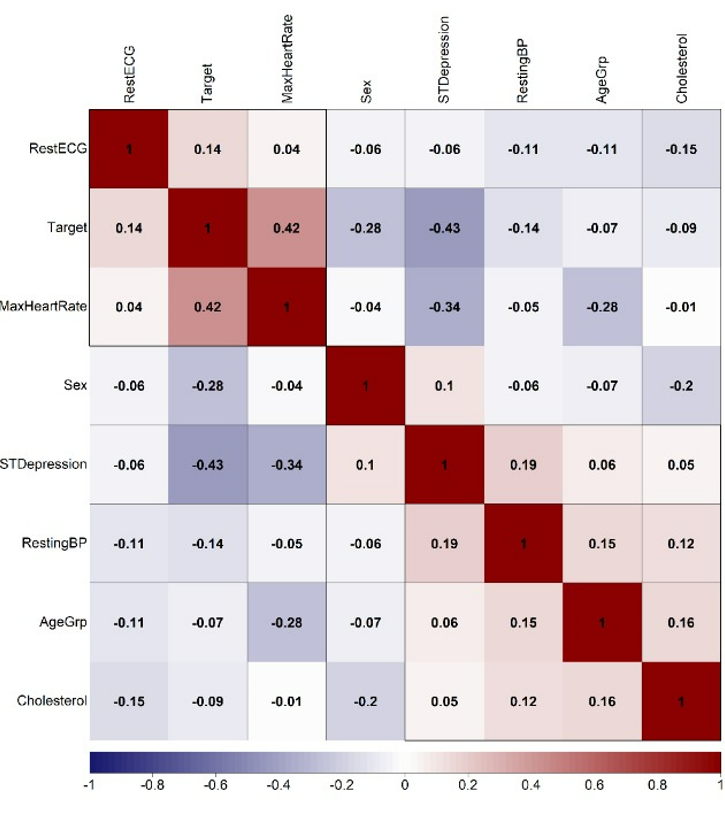 RestECG Target MaxHeartRate Sex STDepression RestingBP AgeGrp Cholesterol
RestECG 1 0.14 0.04 -0.06 -0.06 -0.11 -0.11 -0.15
Target 0.14 1 0.42 -0.28 -0.43 -0.14 -0.07 -0.09
MaxHeartRate 0.04 0.42 1 -0.04 -0.34 -0.05 -0.28 -0.01
Sex -0.06 -0.28 -0.04 1 0.1 -0.06 -0.07 -0.2
STDepression -0.06 -0.43 -0.34 0.1 1 0.19 0.06 0.05
RestingBP -0.11 -0.14 -0.05 -0.06 0.19 1 0.15 0.12
AgeGrp -0.11 -0.07 -0.28 -0.07 0.06 0.15 1 0.16
Cholesterol -0.15 -0.09 -0.01 -0.2 0.05 0.12 0.16 1
-1 -0.8 -0.6 -0.4 -0.2 0 0.2 0.4 0.6 0.8 1